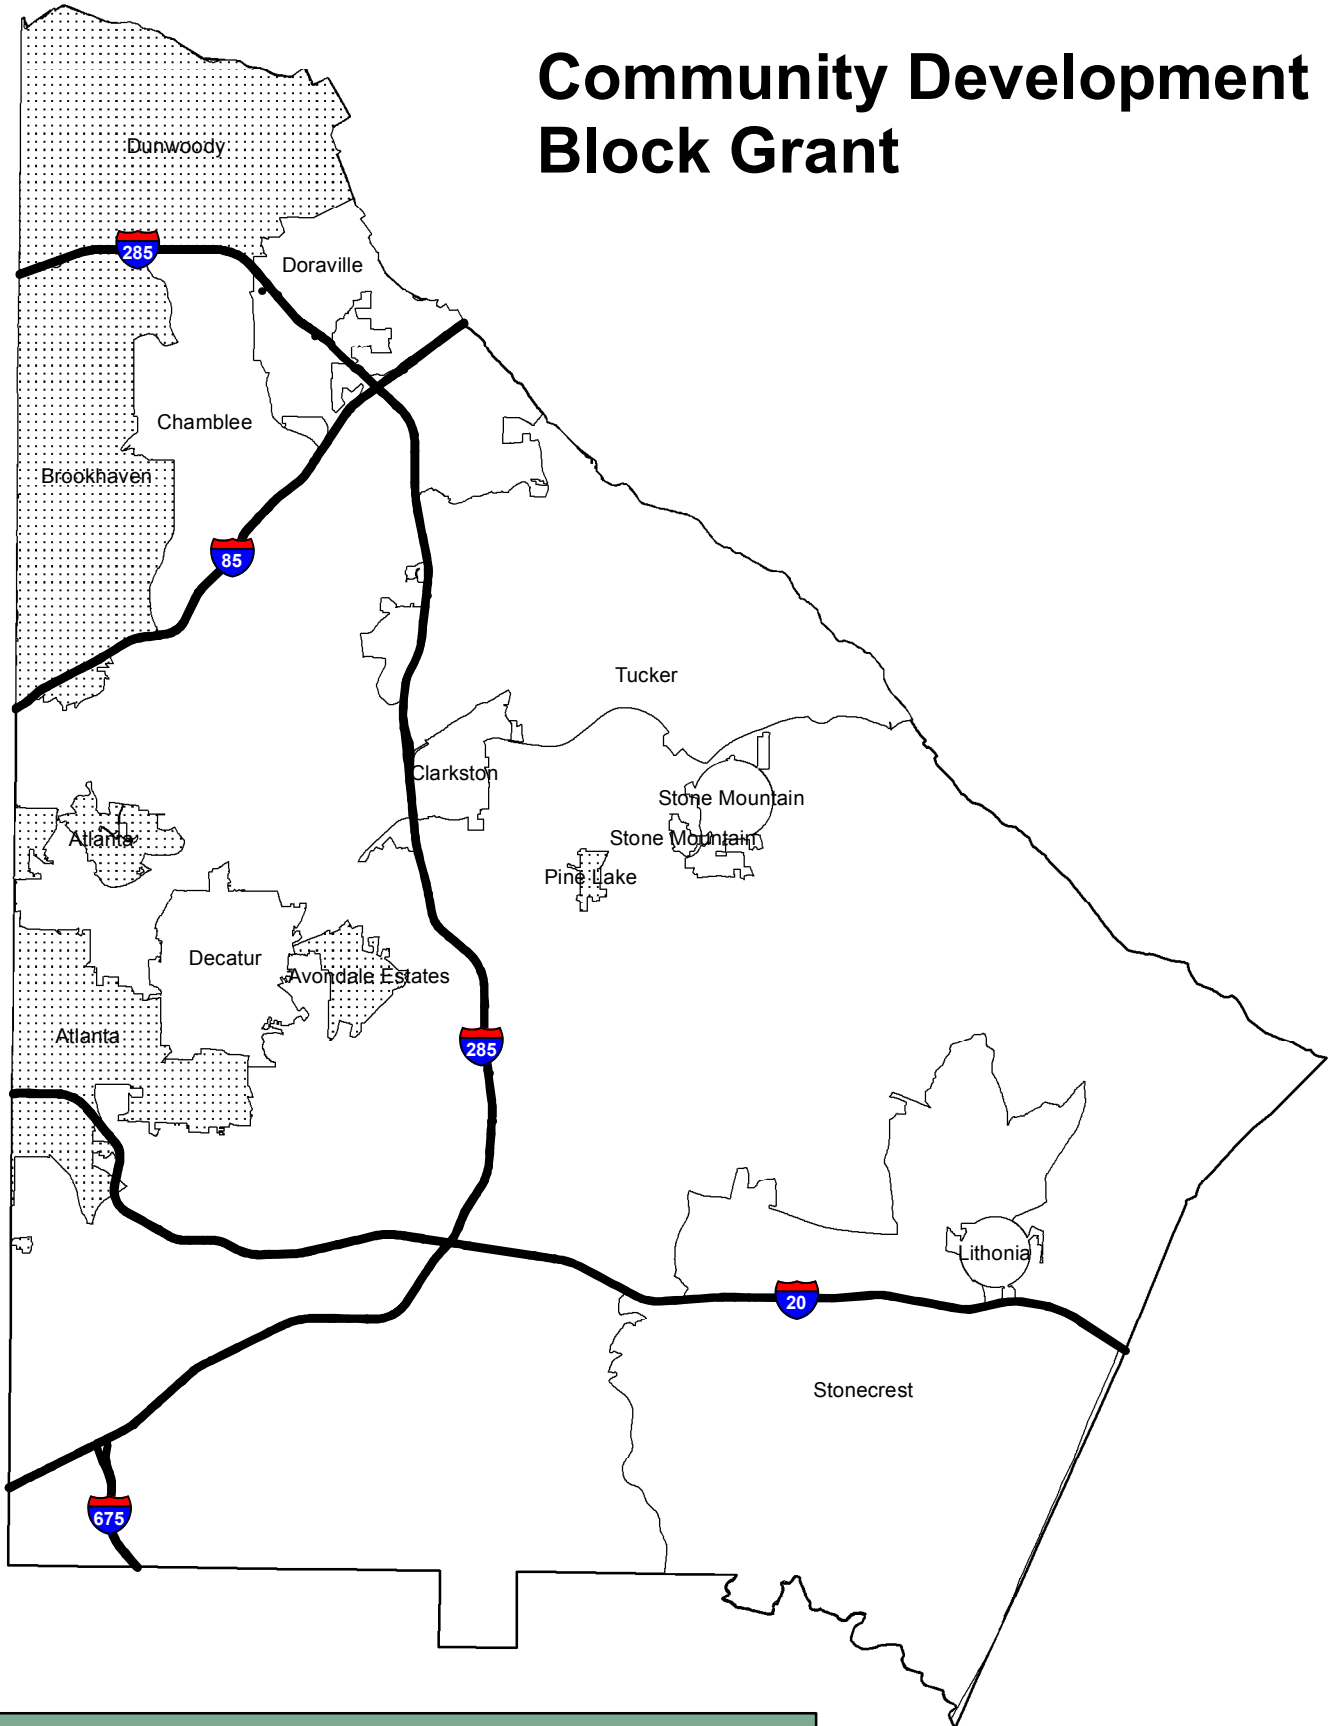 Community Development
Block Grant
Dunwoody
285
Doraville
Chamblee
Brookhaven
85
Tucker
Clarkston
Stone Mountain
Atlanta
Stone Mountain
Pine Lake
Decatur
Avondale Estates
Atlanta
285
Lithonia
20
Stonecrest
675